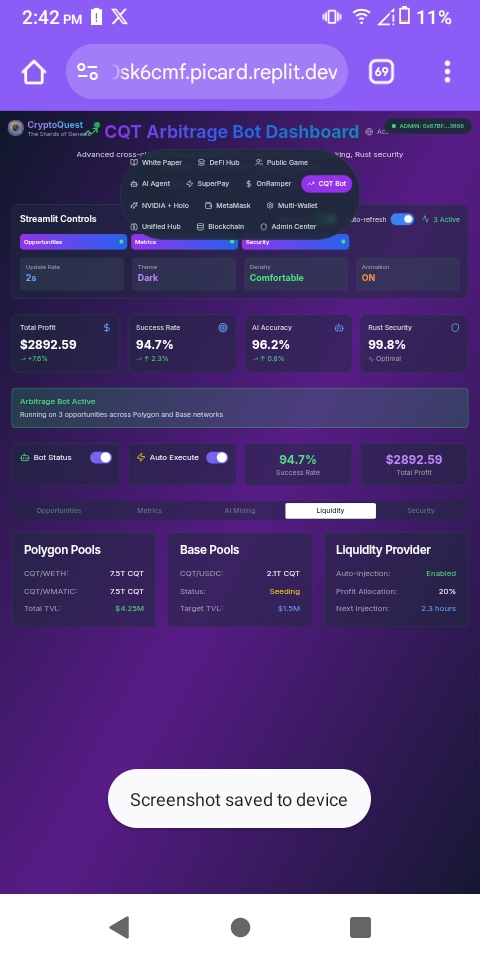 2:42 PM
11%
sk6cmf.picard.replit.dev
69
CryptoQuest
The Shards of Genes
CQT Arbitrage Bot Dashboard
ADMIN: 0x67BF...3866
Advanced cross-c
king, Rust security
White Paper DeFi Hub Public Game
AI Agent SuperPay OnRamper CQT Bot
NVIDIA + Holo MetaMask Multi-Wallet
Unified Hub Blockchain Admin Center
Streamlit Controls
uto-refresh
3 Active
Opportunities
Metrics
Security
Update Rate
2s
Theme
Dark
Density
Comfortable
Animation
ON
Total Profit
$2892.59
+7.6%
Success Rate
94.7%
↑ 2.3%
AI Accuracy
96.2%
↑ 0.8%
Rust Security
99.8%
Optimal
Arbitrage Bot Active
Running on 3 opportunities across Polygon and Base networks
Bot Status
Auto Execute
94.7%
Success Rate
$2892.59
Total Profit
Opportunities Metrics AI Mining Liquidity Security
Polygon Pools
CQT/WETH: 7.5T CQT
CQT/WMATIC: 7.5T CQT
Total TVL: $4.25M
Base Pools
CQT/USDC: 2.1T CQT
Status: Seeding
Target TVL: $1.5M
Liquidity Provider
Auto-injection: Enabled
Profit Allocation: 20%
Next Injection: 2.3 hours
Screenshot saved to device